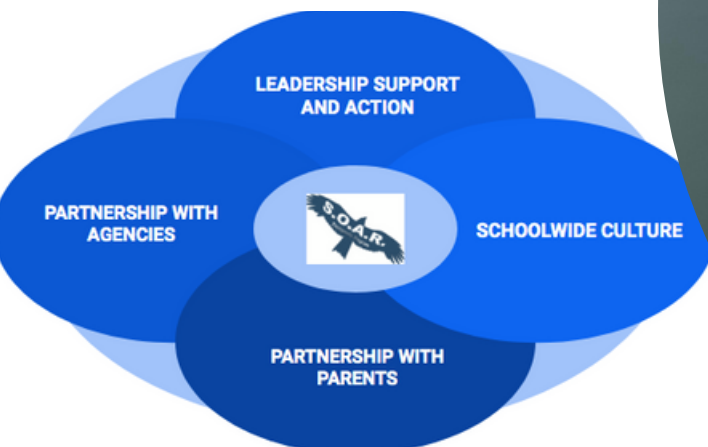 LEADERSHIP SUPPORT
AND ACTION
PARTNERSHIP WITH
AGENCIES
S.O.A.R.
SCHOOLWIDE CULTURE
PARTNERSHIP WITH
PARENTS